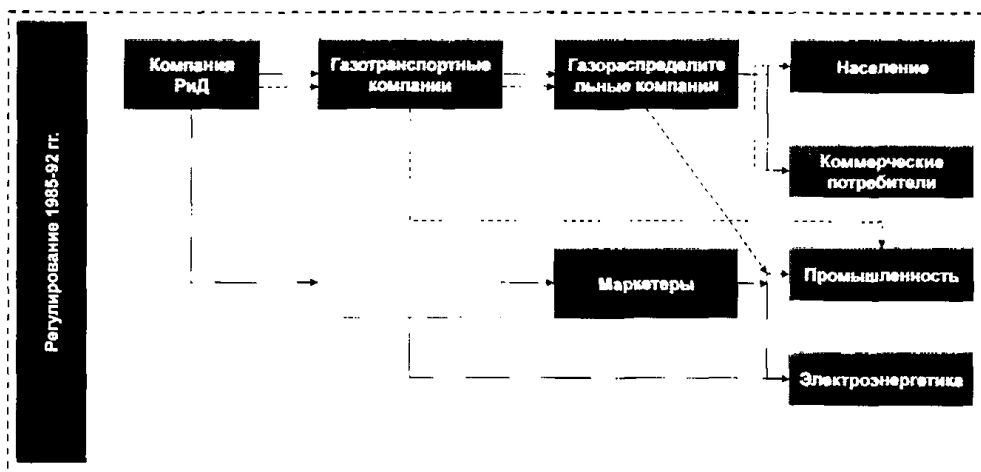 Регулирование 1985-92 гг.
Компания
РиД
Газотранспортные
компании
Газораспределите
льные компании
Население
Коммерческие
потребители
Маркетеры
Промышленность
Электроэнергетика